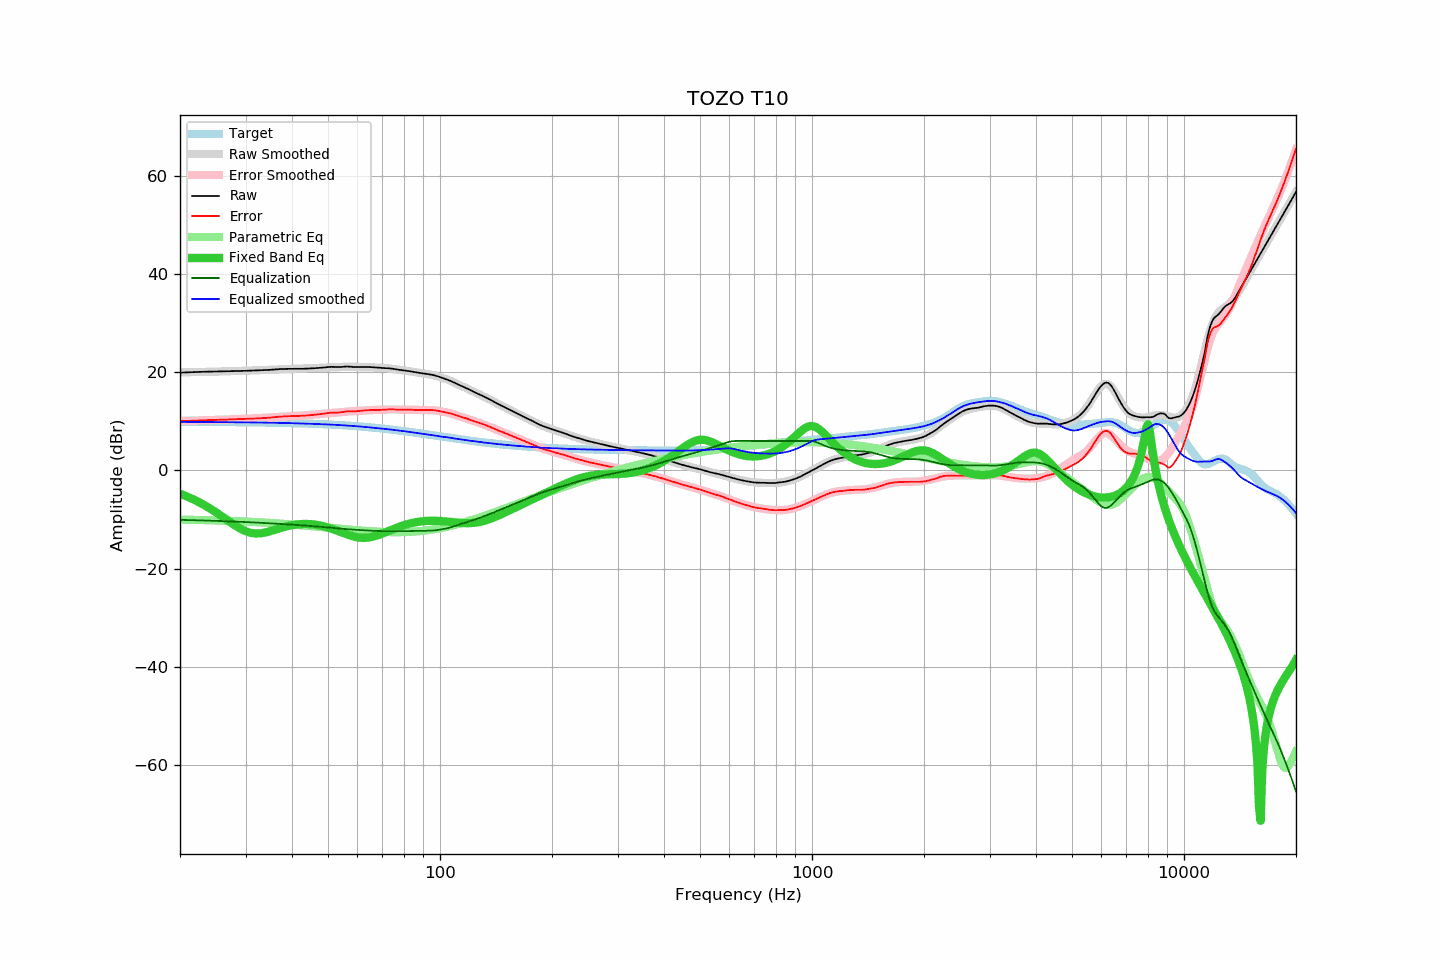 TOZO T10
Target
Raw Smoothed
Error Smoothed
Raw
Error
Parametric Eq
Fixed Band Eq
Equalization
Equalized smoothed
60
40
20
0
−20
−40
−60
Amplitude (dBr)
100
1000
10000
Frequency (Hz)